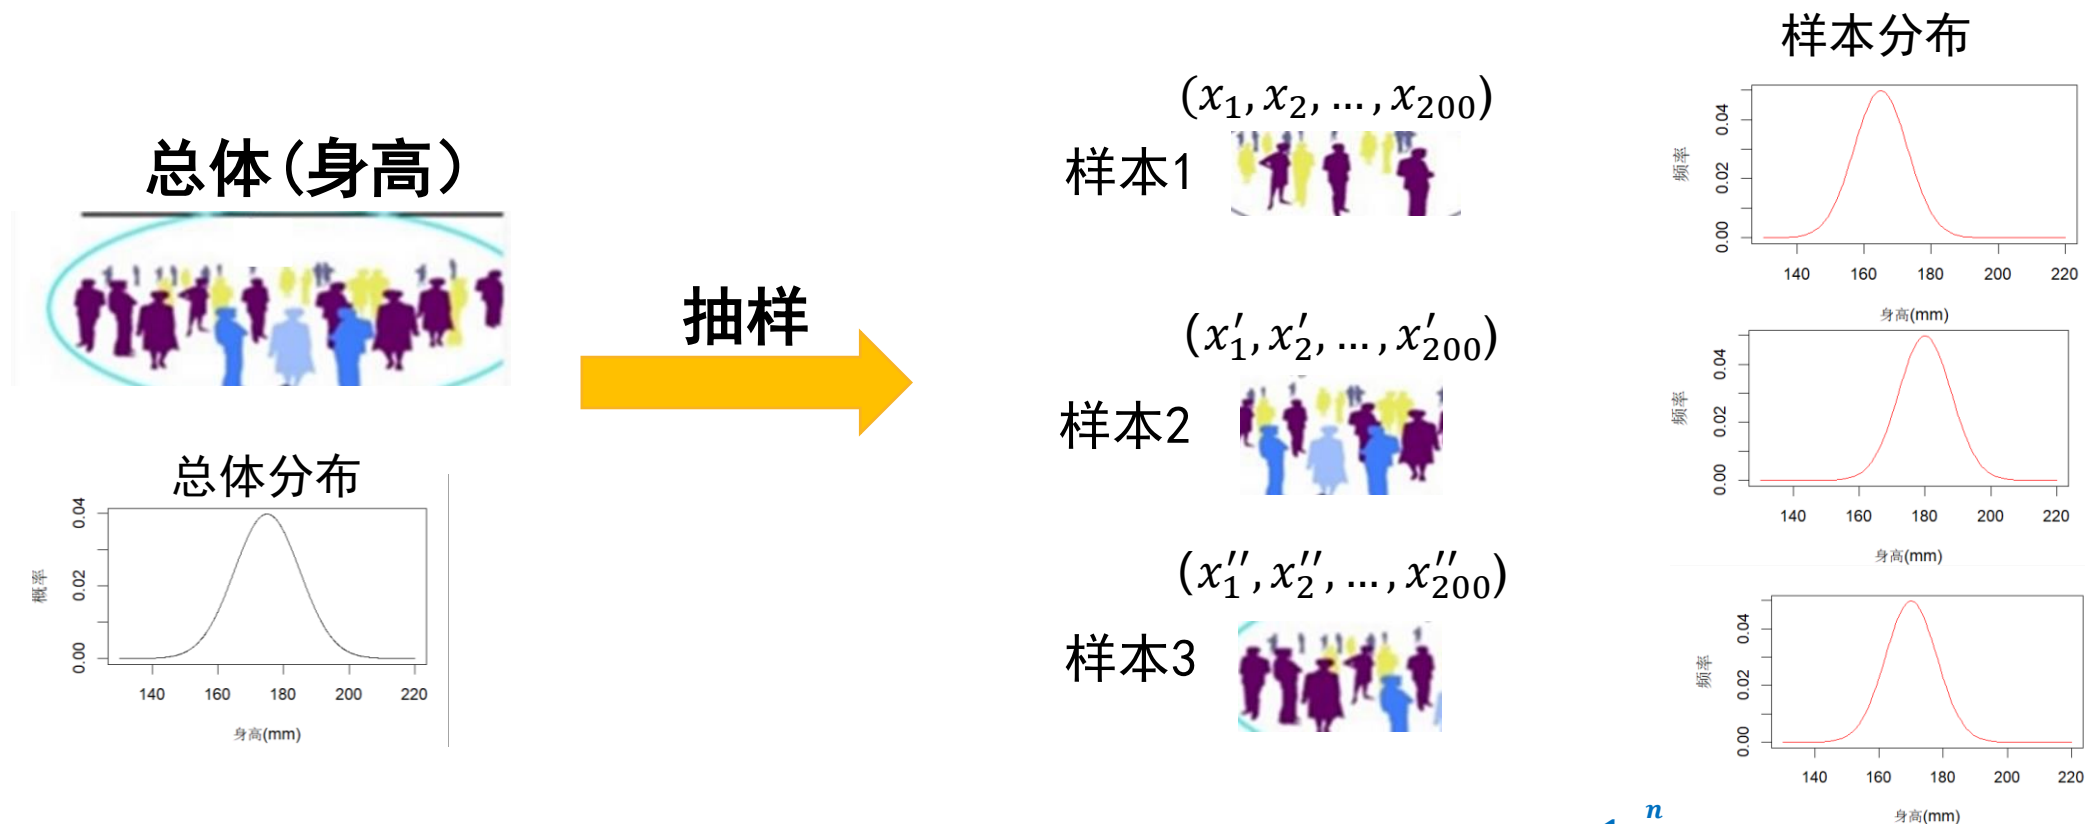 总体(身高)
总体分布
概率
0.04
0.02
0.00
140 160 180 200 220
身高(mm)
抽样
(x₁, x₂, …, x₂₀₀)
样本1
(x′₁, x′₂, …, x′₂₀₀)
样本2
(x″₁, x″₂, …, x″₂₀₀)
样本3
样本分布
频率
0.04
0.02
0.00
140 160 180 200 220
身高(mm)
频率
0.04
0.02
0.00
140 160 180 200 220
身高(mm)
频率
0.04
0.02
0.00
140 160 180 200 220
身高(mm)
n